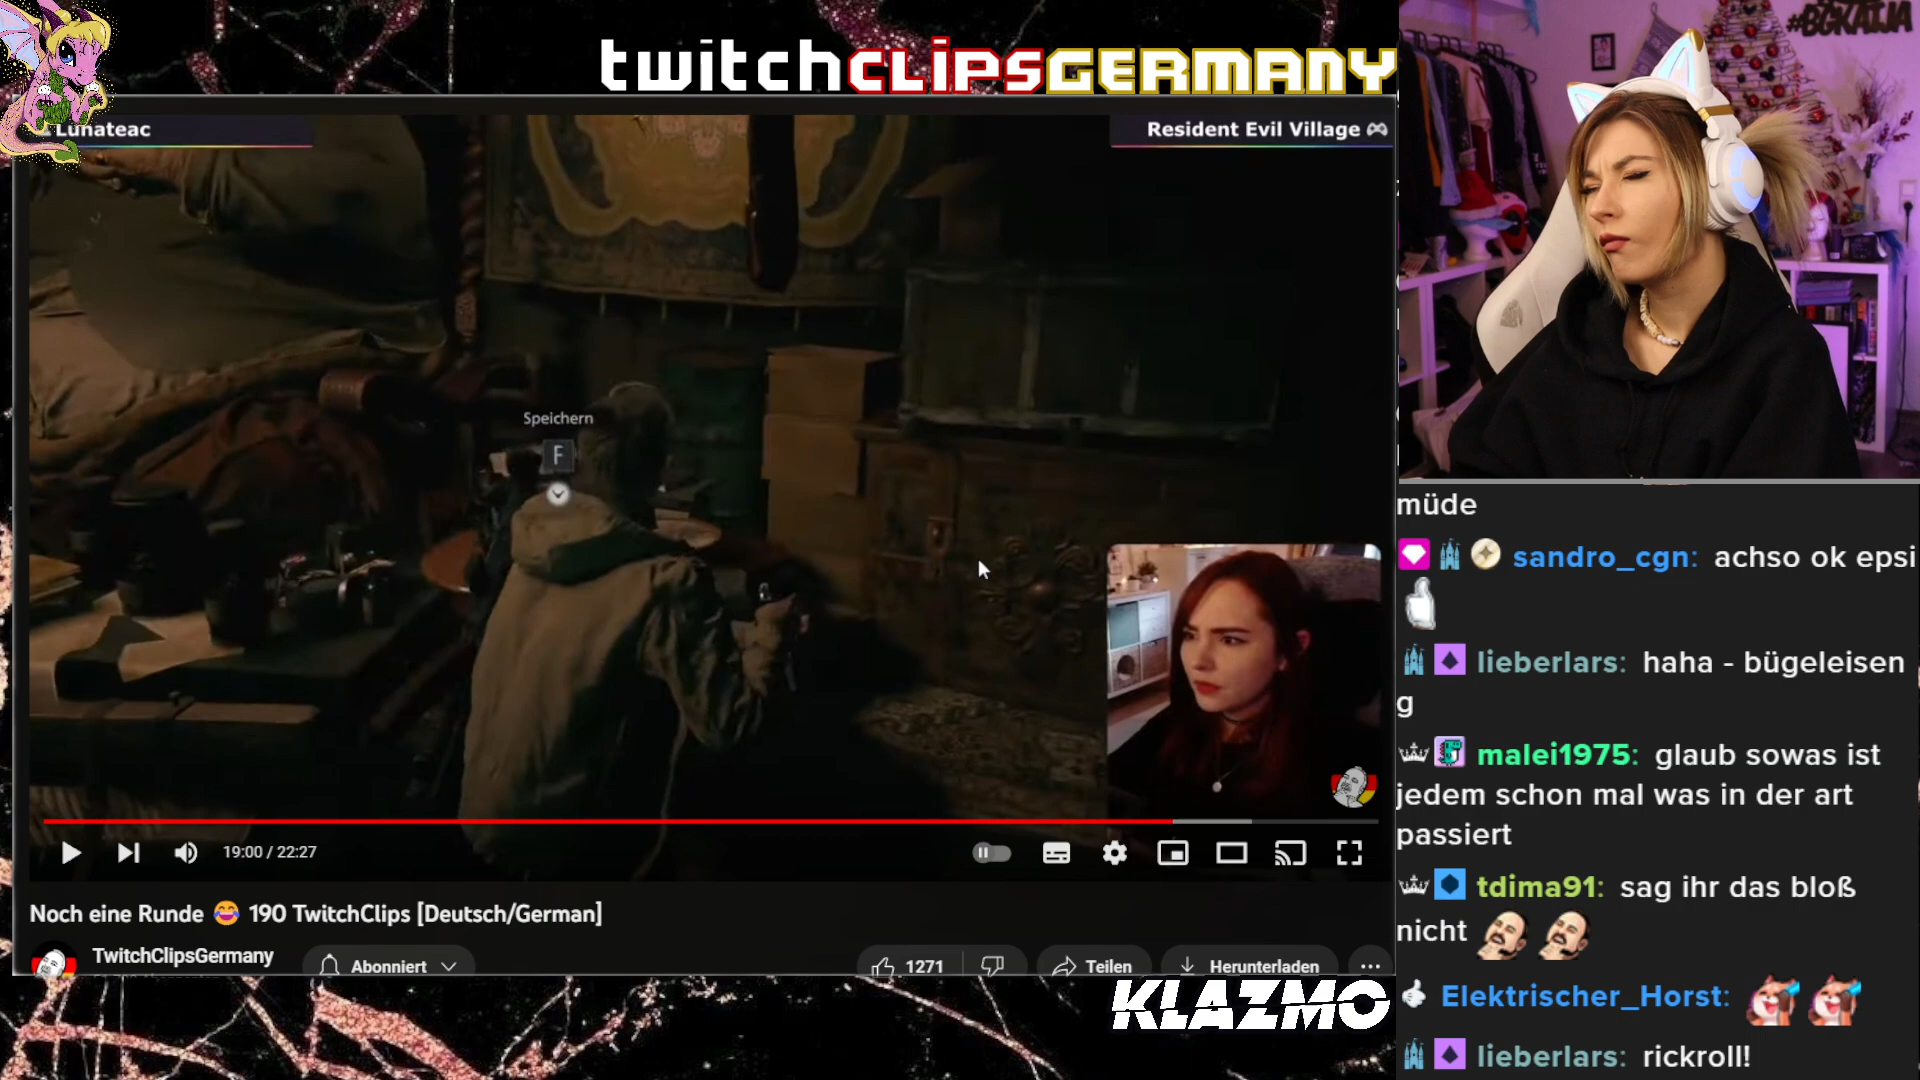 twitchCLIPSGERMANY
#BGKAIJA
Lunateac
Resident Evil Village
Speichern
F
19:00 / 22:27
Noch eine Runde 😂 190 TwitchClips [Deutsch/German]
TwitchClipsGermany
Abonniert
1271
Teilen
Herunterladen
KLAZMO
müde
sandro_cgn: achso ok epsi
lieberlars: haha - bügeleisen
g
malei1975: glaub sowas ist
jedem schon mal was in der art
passiert
tdima91: sag ihr das bloß
nicht
Elektrischer_Horst:
lieberlars: rickroll!